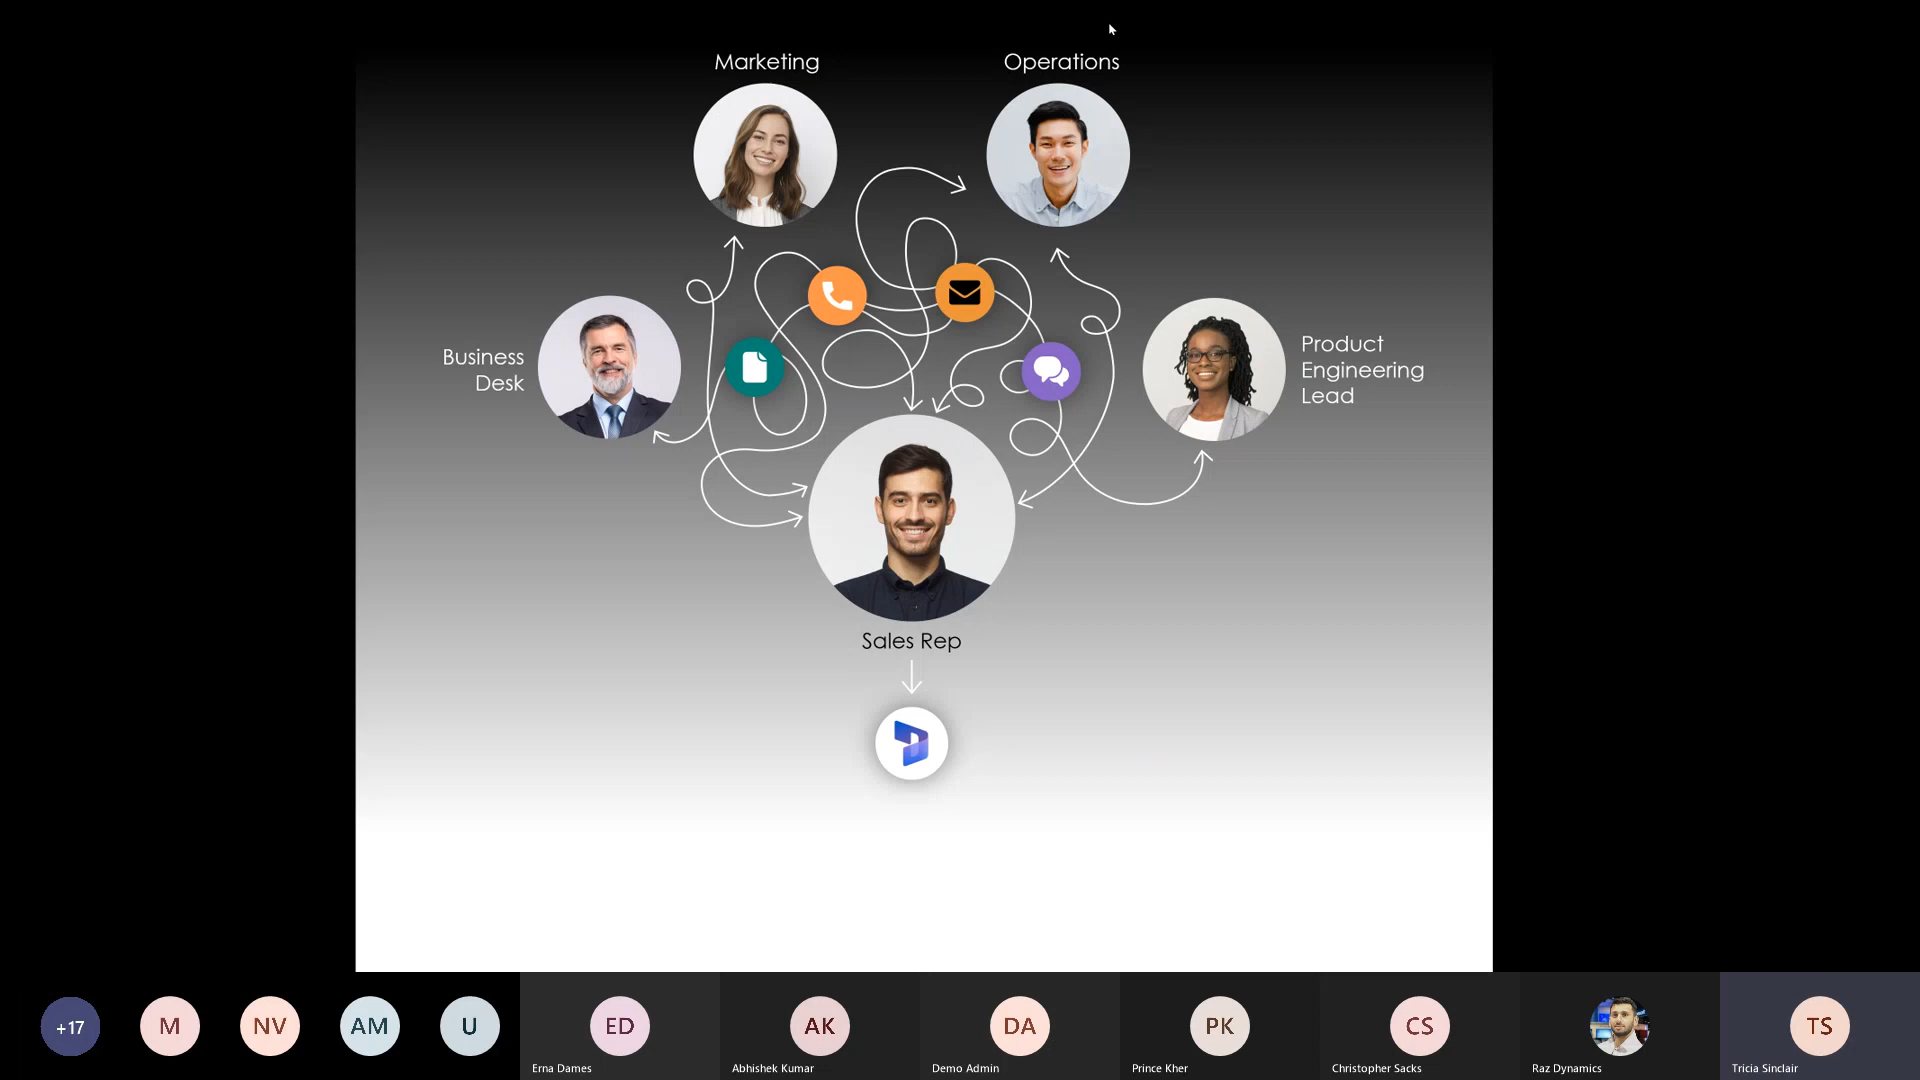 Marketing
Operations
Business
Desk
Product
Engineering
Lead
Sales Rep
+17
M
NV
AM
U
ED
Erna Dames
AK
Abhishek Kumar
DA
Demo Admin
PK
Prince Kher
CS
Christopher Sacks
Raz Dynamics
TS
Tricia Sinclair